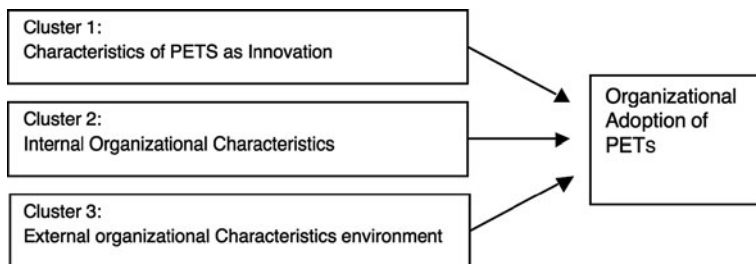 Cluster 1:
Characteristics of PETS as Innovation
Cluster 2:
Internal Organizational Characteristics
Cluster 3:
External organizational Characteristics environment
Organizational
Adoption of
PETs